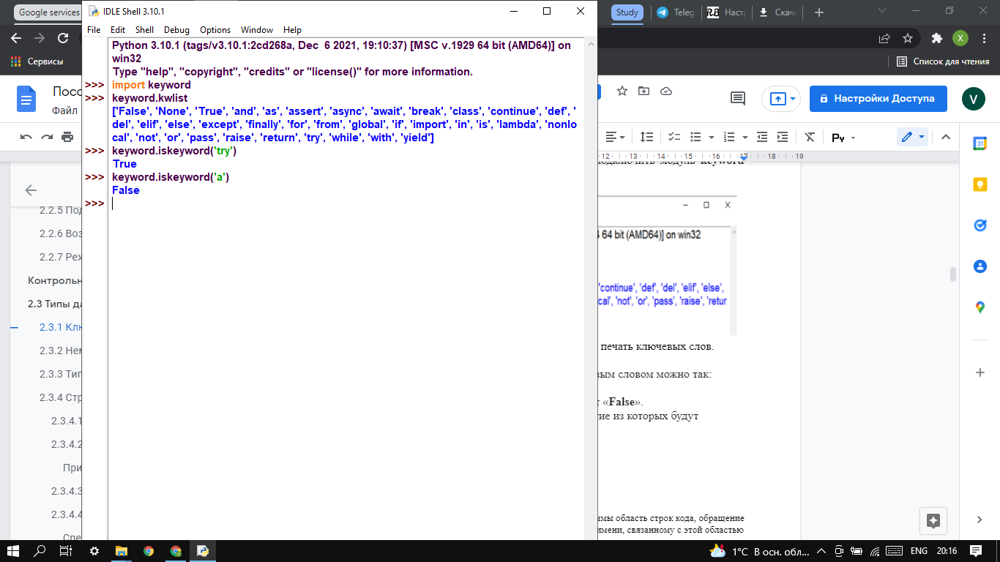 Google services
IDLE Shell 3.10.1
Study
Teleg
Настр
Скача
X
File Edit Shell Debug Options Window Help
Python 3.10.1 (tags/v3.10.1:2cd268a, Dec  6 2021, 19:10:37) [MSC v.1929 64 bit (AMD64)] on
win32
Type "help", "copyright", "credits" or "license()" for more information.
>>> import keyword
>>> keyword.kwlist
['False', 'None', 'True', 'and', 'as', 'assert', 'async', 'await', 'break', 'class', 'continue', 'def', '
del', 'elif', 'else', 'except', 'finally', 'for', 'from', 'global', 'if', 'import', 'in', 'is', 'lambda', 'nonlo
cal', 'not', 'or', 'pass', 'raise', 'return', 'try', 'while', 'with', 'yield']
>>> keyword.iskeyword('try')
True
>>> keyword.iskeyword('a')
False
>>>
Сервисы
Список для чтения
Посо
Файл
Настройки Доступа
V
12 13 14 15 16 17 18 19
модуль keyword
2.2.5 Под
2.2.6 Воз
2.2.7 Реж
Контрольн
2.3 Типы да
2.3.1 Клю
2.3.2 Нем
2.3.3 Тип
2.3.4 Стр
2.3.4.1
2.3.4.2
При
2.3.4.3
2.3.4.4
Спе
4 64 bit (AMD64)] on win32
'continue', 'def', 'del', 'elif', 'else',
cal', 'not', 'or', 'pass', 'raise', 'retur
печать ключевых слов.
вым словом можно так:
т «False».
гие из которых будут
ммы область строк кода, обращение
имени, связанному с этой областью
31
1°C В осн. обл...
ENG
20:16